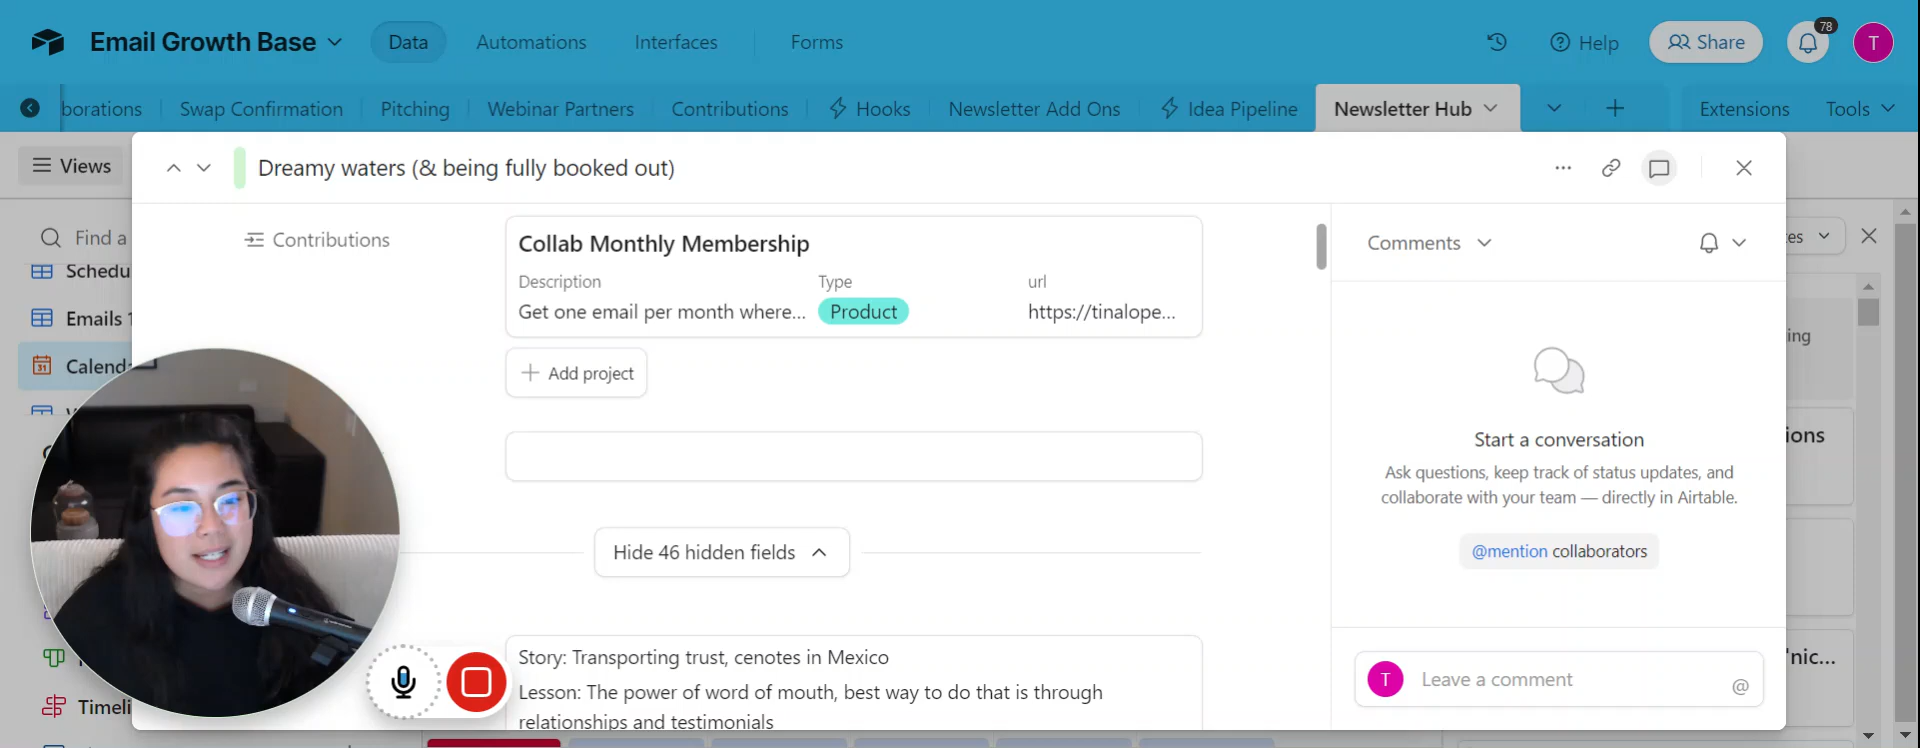 Email Growth Base
Data
Automations
Interfaces
Forms
Help
Share
78
T
borations
Swap Confirmation
Pitching
Webinar Partners
Contributions
Hooks
Newsletter Add Ons
Idea Pipeline
Newsletter Hub
Extensions
Tools
Views
Dreamy waters (& being fully booked out)
Find a
Contributions
Collab Monthly Membership
Description
Type
url
Get one email per month where...
Product
https://tinalope...
Comments
es
Schedu
Emails 1
31
Calenda
Add project
ing
ions
Start a conversation
Ask questions, keep track of status updates, and
collaborate with your team — directly in Airtable.
@mention collaborators
Hide 46 hidden fields
Story: Transporting trust, cenotes in Mexico
Lesson: The power of word of mouth, best way to do that is through
relationships and testimonials
T
Leave a comment
@
'nic...
Timeli